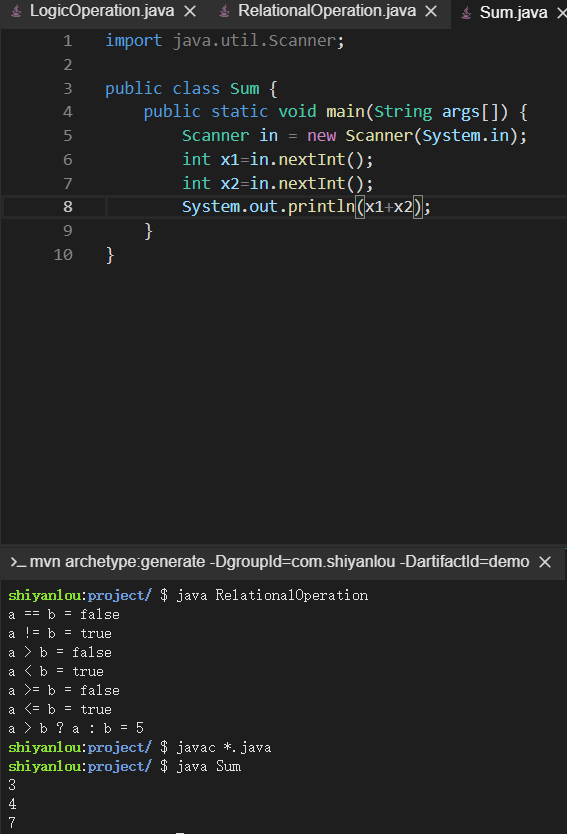 LogicOperation.java × RelationalOperation.java × Sum.java ×
1 import java.util.Scanner;
2
3 public class Sum {
4 public static void main(String args[]) {
5 Scanner in = new Scanner(System.in);
6 int x1=in.nextInt();
7 int x2=in.nextInt();
8 System.out.println(x1+x2);
9 }
10 }
>_ mvn archetype:generate -DgroupId=com.shiyanlou -DartifactId=demo ×
shiyanlou:project/ $ java RelationalOperation
a == b = false
a != b = true
a > b = false
a < b = true
a >= b = false
a <= b = true
a > b ? a : b = 5
shiyanlou:project/ $ javac *.java
shiyanlou:project/ $ java Sum
3
4
7